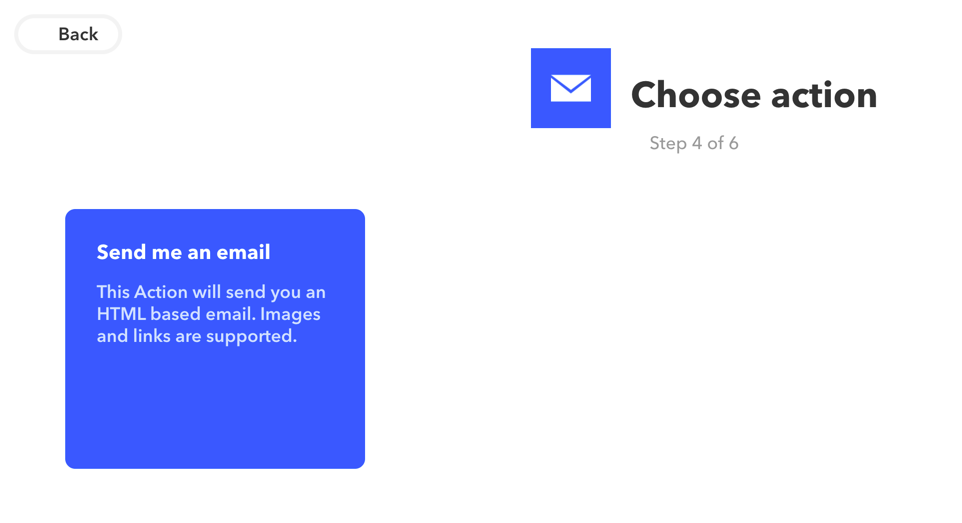 Back
Choose action
Step 4 of 6
Send me an email
This Action will send you an
HTML based email. Images
and links are supported.